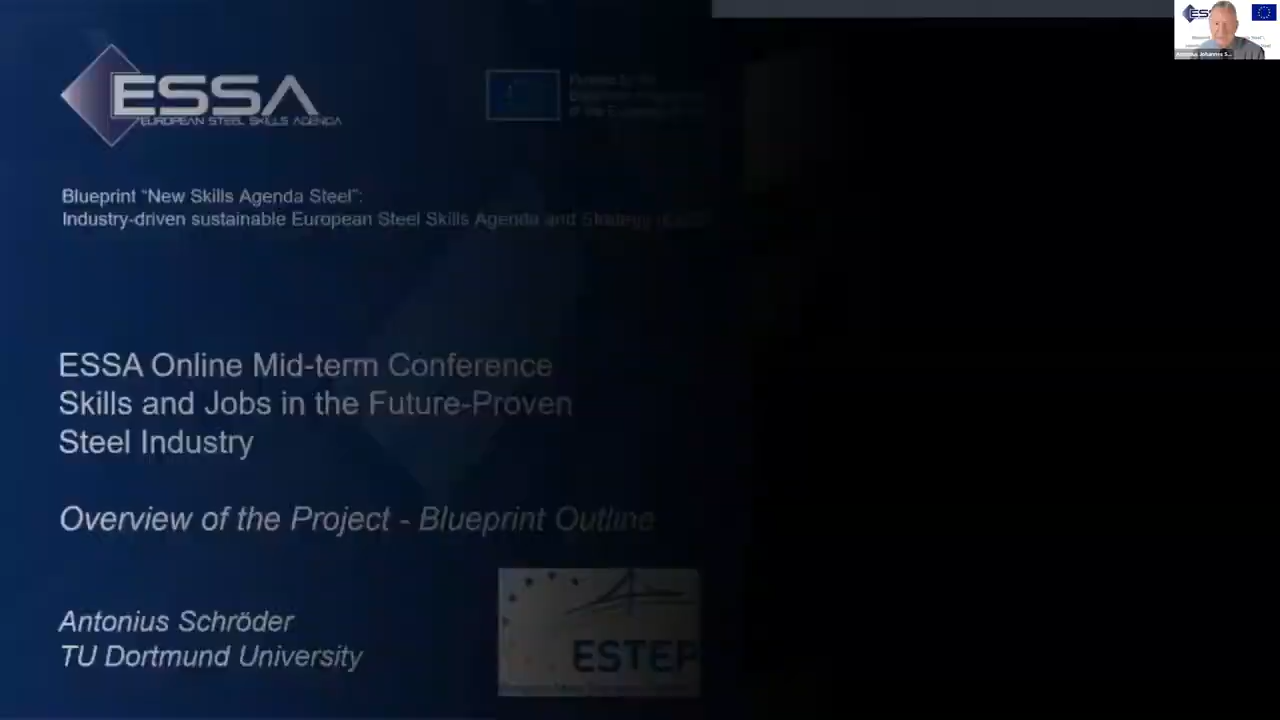 ESSA
EUROPEAN STEEL SKILLS AGENDA
Blueprint “New Skills Agenda Steel”:
Industry-driven sustainable European Steel Skills Agenda and Strategy
ESSA Online Mid-term Conference
Skills and Jobs in the Future-Proven
Steel Industry
Overview of the Project - Blueprint Outline
Antonius Schröder
TU Dortmund University
ESTEP